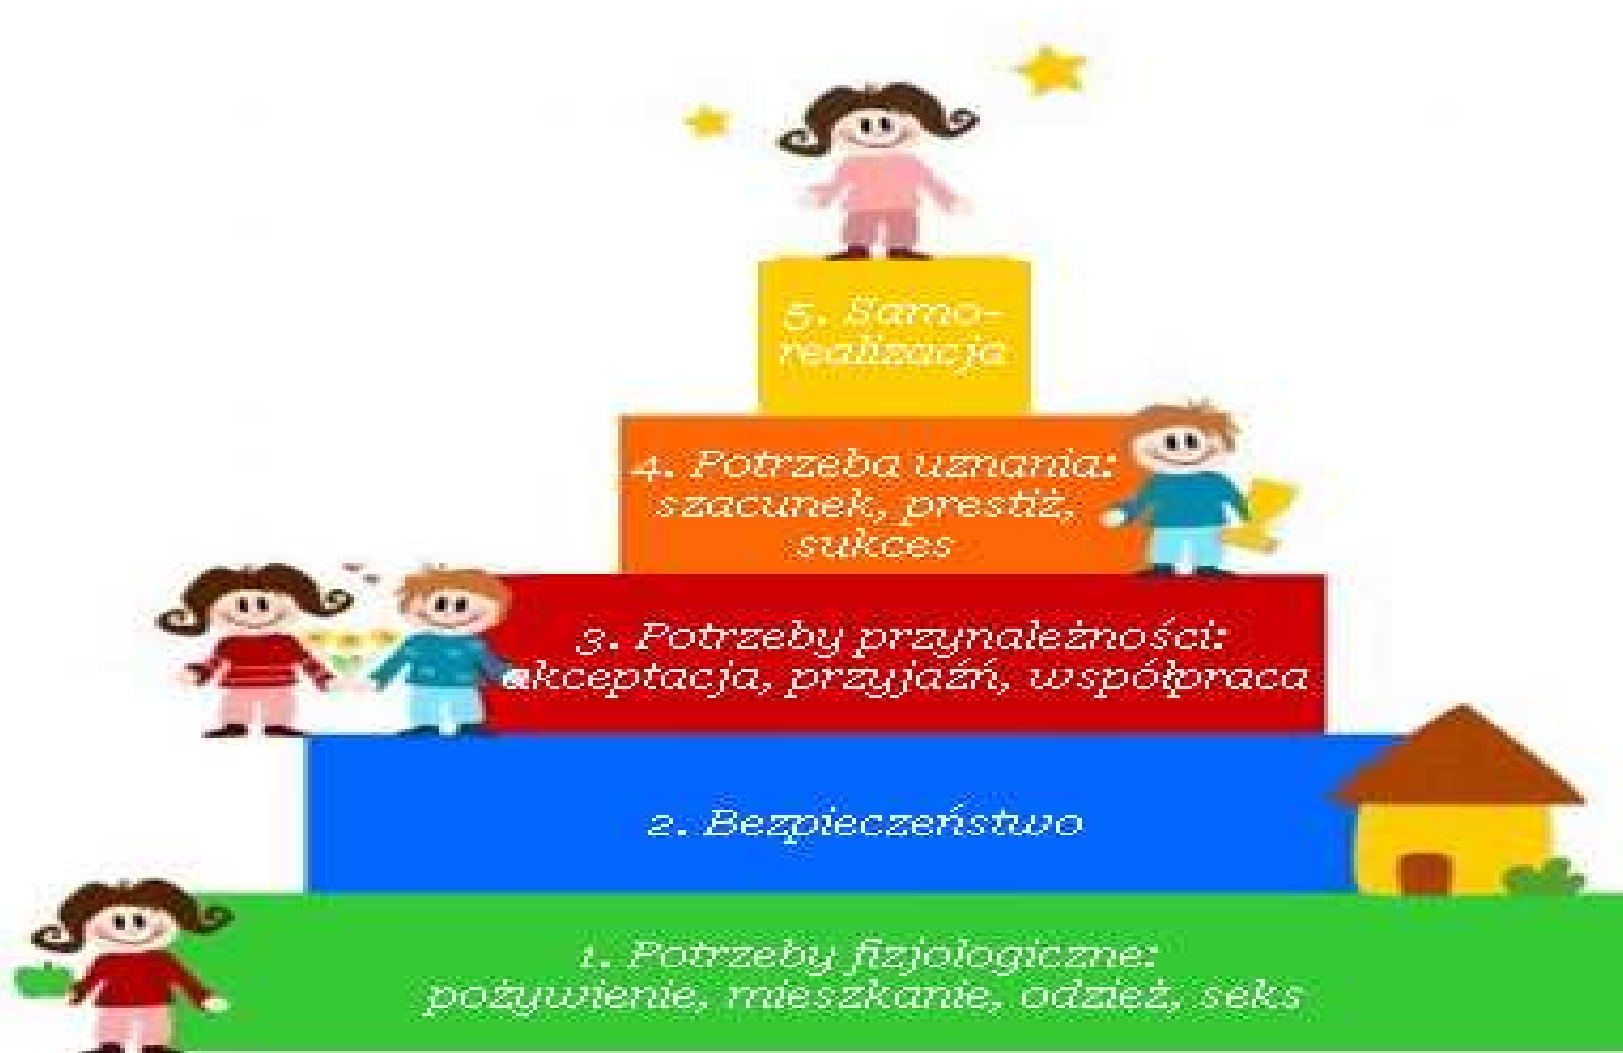 5. Samo-
realizacja
4. Potrzeba uznania:
szacunek, prestiż,
sukces
3. Potrzeby przynależności:
akceptacja, przyjaźń, współpraca
2. Bezpieczeństwo
1. Potrzeby fizjologiczne:
pożywienie, mieszkanie, odzież, seks